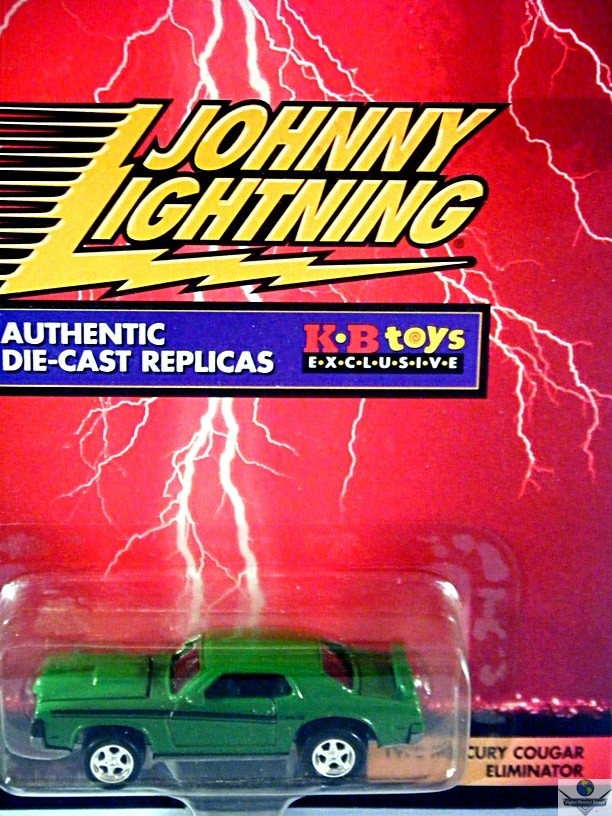 JOHNNY
LIGHTNING®
AUTHENTIC
DIE-CAST REPLICAS
K·B toys
E·X·C·L·U·S·I·V·E
CURY COUGAR
ELIMINATOR